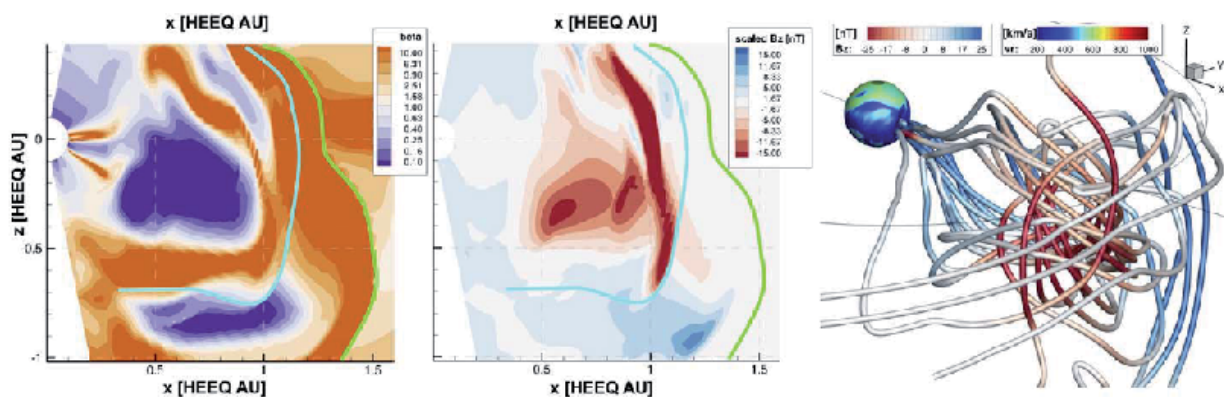 x [HEEQ AU]
beta
10.00
6.31
3.98
2.51
1.58
1.00
0.63
0.40
0.25
0.16
0.10
z [HEEQ AU]
0
-0.5
-1
0.5
1
1.5
x [HEEQ AU]
x [HEEQ AU]
scaled Bz [nT]
15.00
11.67
8.33
5.00
1.67
-1.67
-5.00
-8.33
-11.67
-15.00
0.5
1
1.5
x [HEEQ AU]
[nT]
Bz: -25 -17 -8 0 8 17 25
[km/s]
vr: 200 400 600 800 1000
Z
Y
X